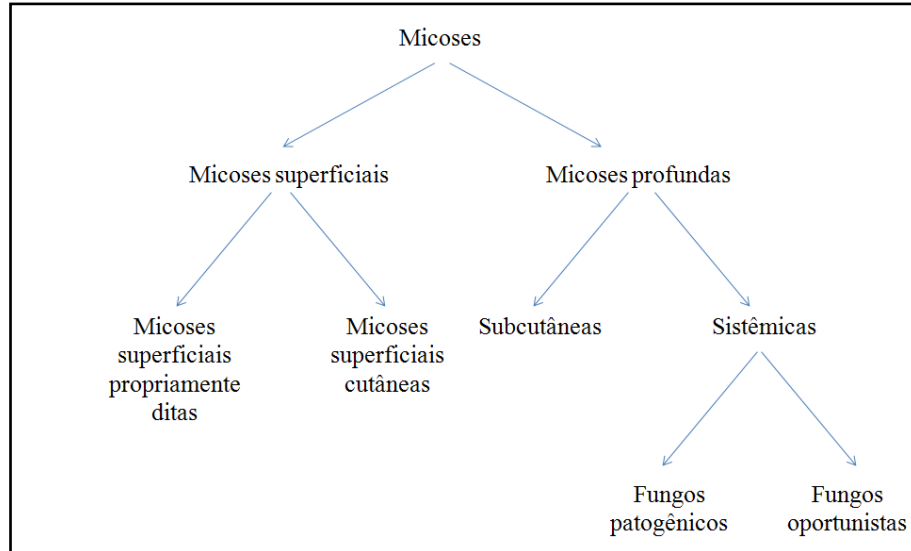 Micoses
Micoses superficiais
Micoses profundas
Micoses
superficiais
propriamente
ditas
Micoses
superficiais
cutâneas
Subcutâneas
Sistêmicas
Fungos
patogênicos
Fungos
oportunistas